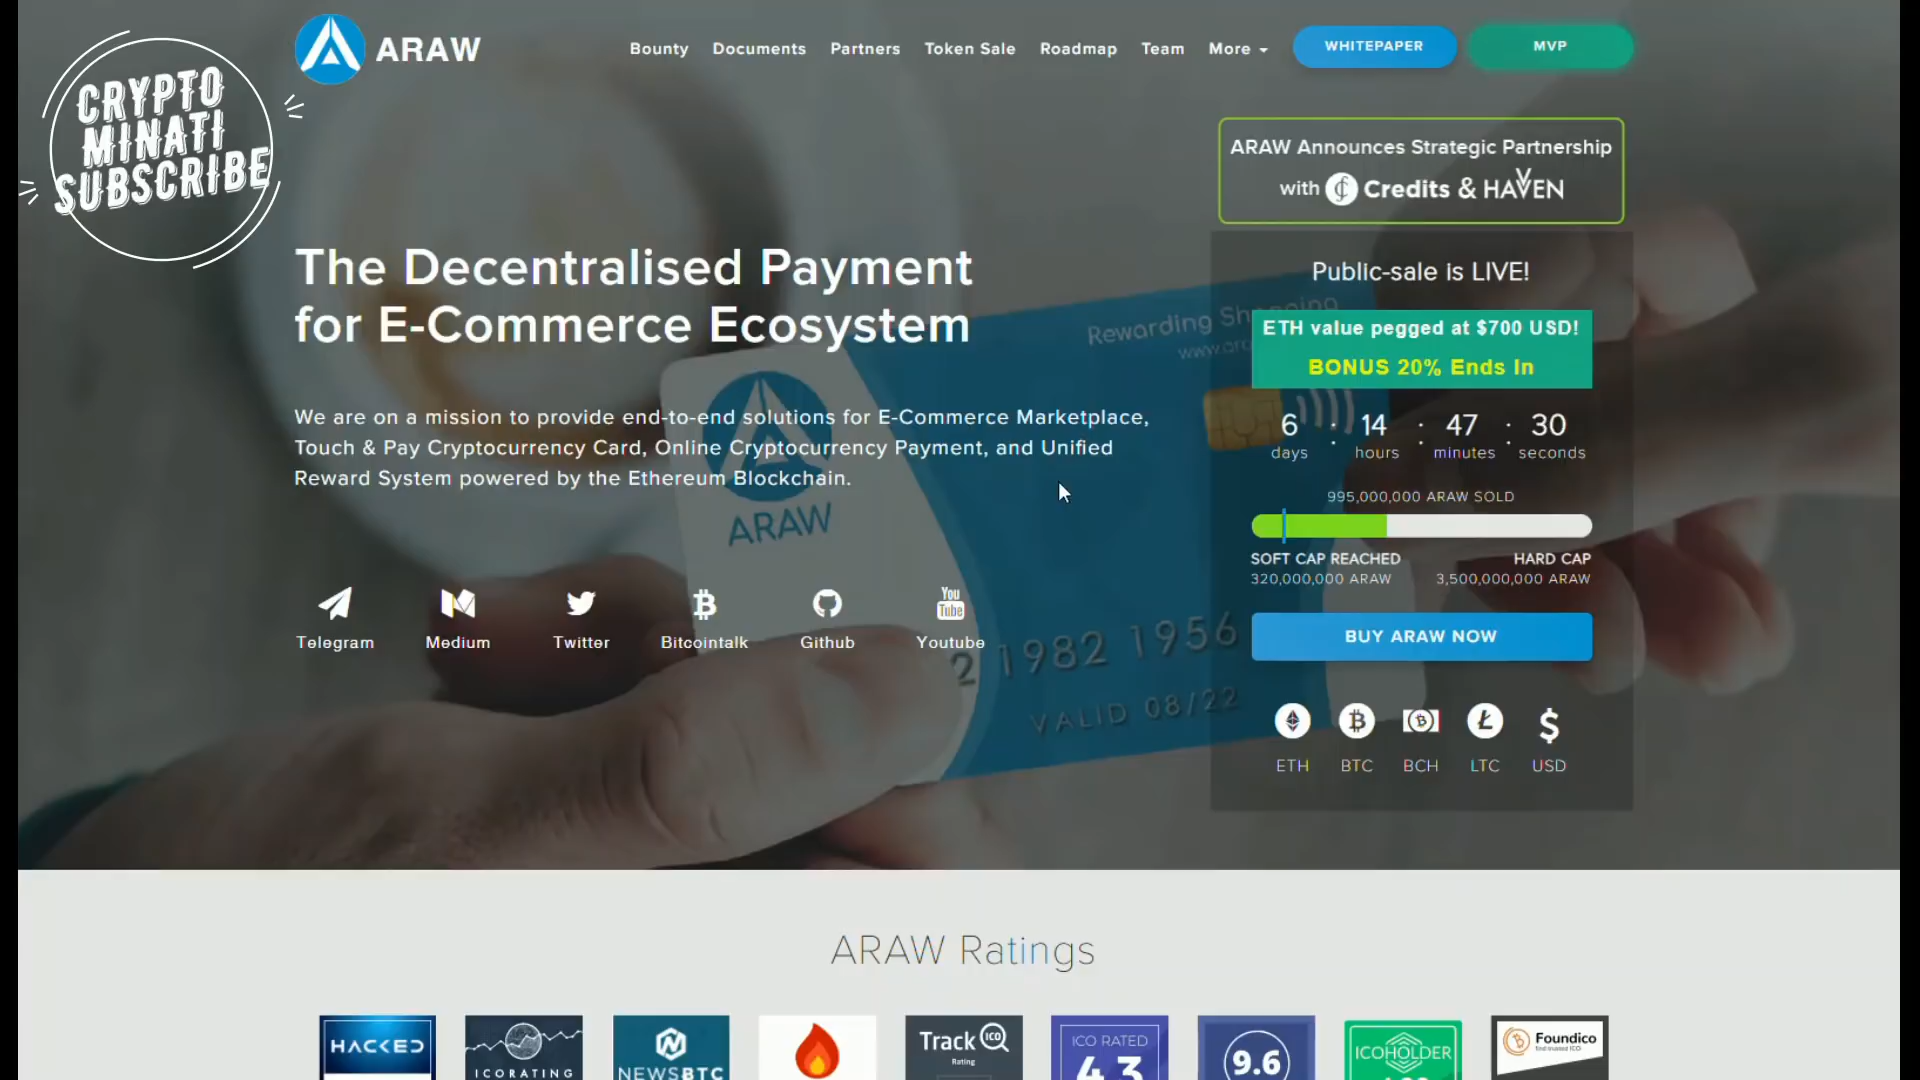 CRYPTO
MINATI
SUBSCRIBE
ARAW
Bounty Documents Partners Token Sale Roadmap Team More
WHITEPAPER
MVP
ARAW Announces Strategic Partnership
with Credits & HAVEN
The Decentralised Payment
for E-Commerce Ecosystem
We are on a mission to provide end-to-end solutions for E-Commerce Marketplace,
Touch & Pay Cryptocurrency Card, Online Cryptocurrency Payment, and Unified
Reward System powered by the Ethereum Blockchain.
Telegram
Medium
Twitter
Bitcointalk
Github
You
Tube
Youtube
Rewarding
ARAW
1982 1956
VALID 08/22
Public-sale is LIVE!
ETH value pegged at $700 USD!
BONUS 20% Ends In
6 : 14 : 47 : 30
days hours minutes seconds
995,000,000 ARAW SOLD
SOFT CAP REACHED HARD CAP
320,000,000 ARAW 3,500,000,000 ARAW
BUY ARAW NOW
ETH BTC BCH LTC USD
ARAW Ratings
HACKED
ICORATING
NEWSBTC
Track ICO
Rating
ICO RATED
4.3
9.6
ICOHOLDER
Foundico